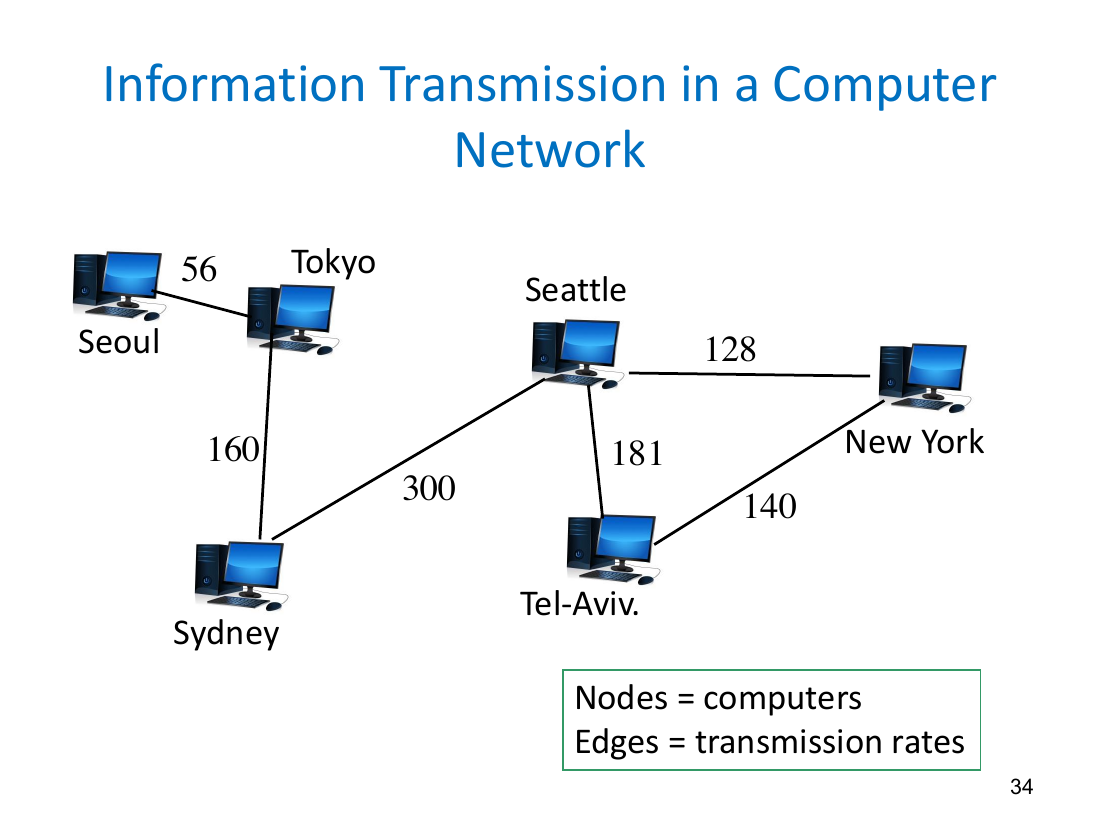 Information Transmission in a Computer
Network
56
Tokyo
Seoul
Seattle
128
160
300
181
New York
140
Tel-Aviv.
Sydney
Nodes = computers
Edges = transmission rates
34